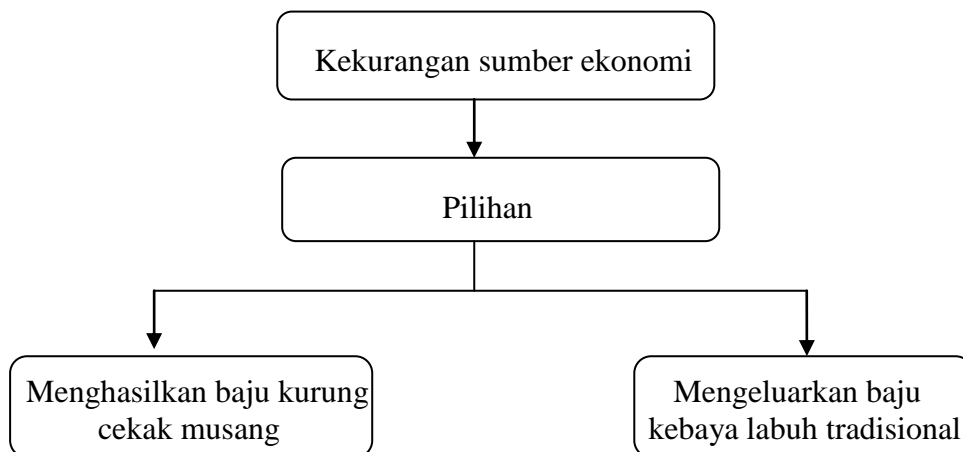 Kekurangan sumber ekonomi
Pilihan
Menghasilkan baju kurung
cekak musang
Mengeluarkan baju
kebaya labuh tradisional